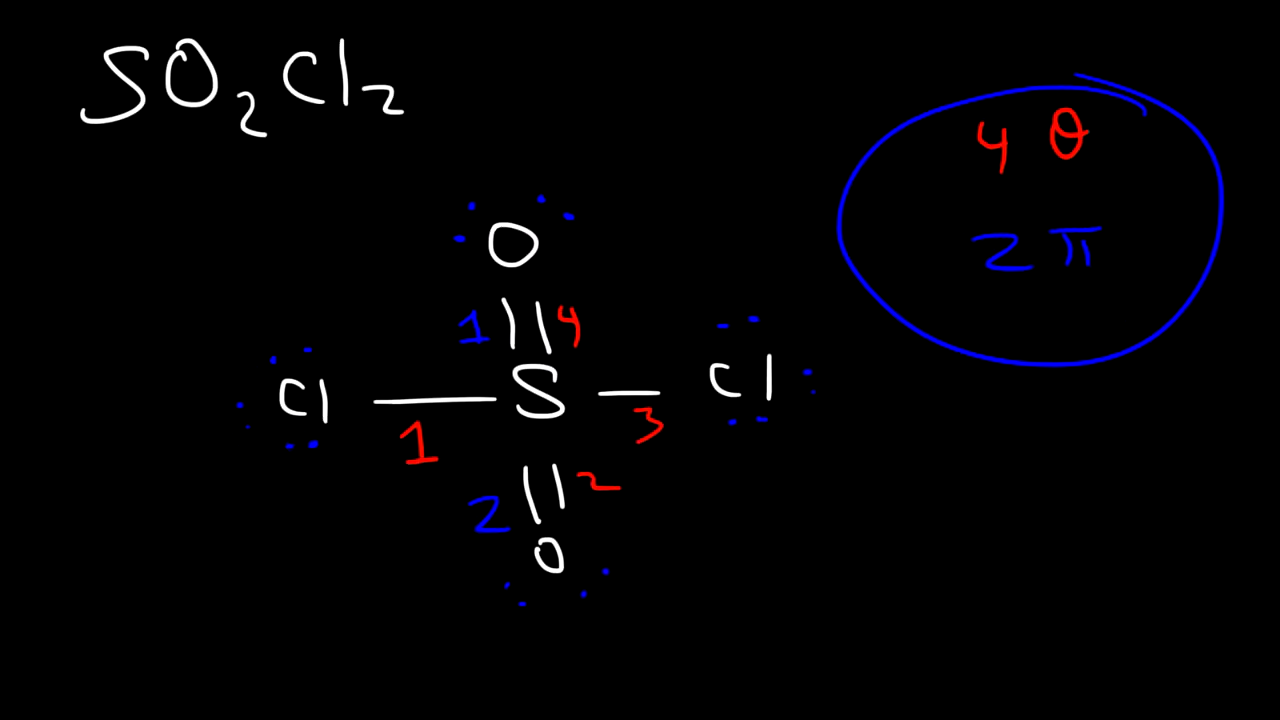 SO₂Cl₂
4 σ
2 π
O
1 || 4
Cl — S — Cl
1 3
2 || 2
O